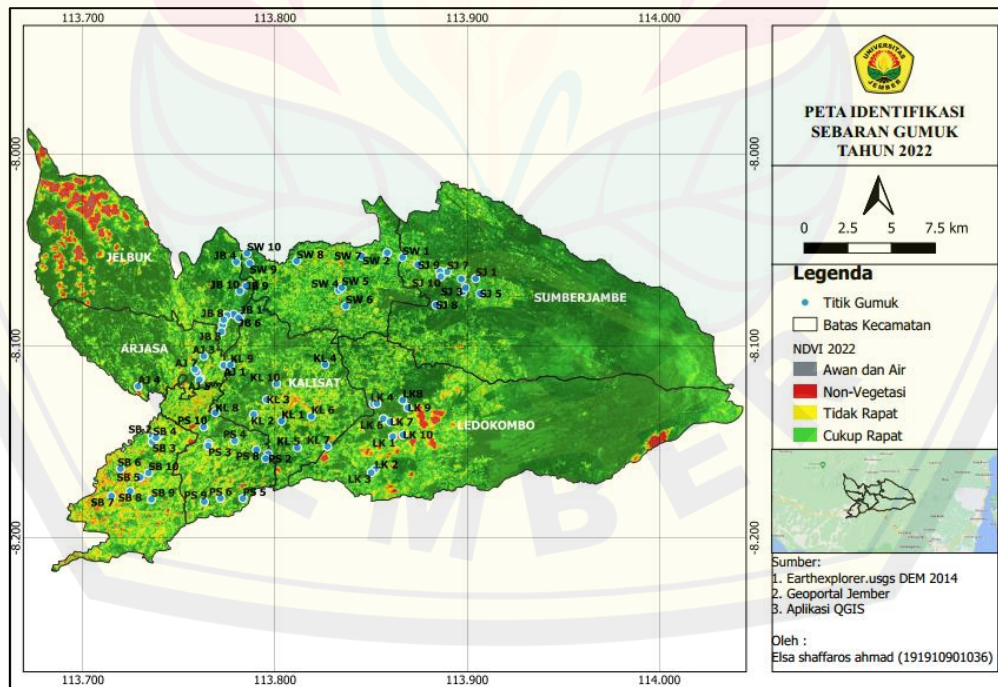 113.700
113.800
113.900
114.000
-8.000
-8.100
-8.200
JELBUK
ARJASA
KALISAT
SUMBERJAMBE
LEDOKOMBO
SW 10
JB 4
SW 9
SW 8
SW 7
SW 2
SW 1
SJ 9
SJ 7
SJ 1
SJ 10
SJ 3
SJ 5
SJ 8
SW 4
SW 5
SW 6
JB 10
JB 9
JB 8
JB 1
JB 6
AJ 3
KL 9
AJ 1
AJ 4
KL 10
KL 4
KL 3
KL 8
KL 2
KL 1
KL 6
KL 5
KL 7
LK 4
LK8
LK 9
LK 6
LK 7
LK 1
LK 10
LK 2
LK 3
PS 10
PS 4
PS 3
PS 8
PS 2
PS 9
PS 6
PS 5
SB 2
SB 4
SB 3
SB 6
SB 10
SB 5
SB 7
SB 8
SB 9
113.700
113.800
113.900
114.000
UNIVERSITAS
JEMBER
PETA IDENTIFIKASI
SEBARAN GUMUK
TAHUN 2022
0 2.5 5 7.5 km
Legenda
Titik Gumuk
Batas Kecamatan
NDVI 2022
Awan dan Air
Non-Vegetasi
Tidak Rapat
Cukup Rapat
Sumber:
1. Earthexplorer.usgs DEM 2014
2. Geoportal Jember
3. Aplikasi QGIS
Oleh :
Elsa shaffaros ahmad (191910901036)
EMBER